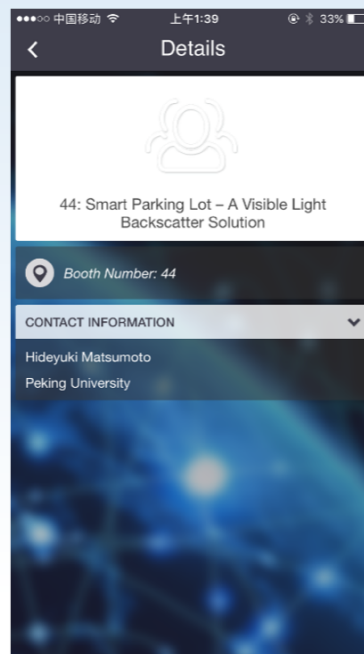 中国移动 上午1:39 33%
Details
44: Smart Parking Lot – A Visible Light
Backscatter Solution
Booth Number: 44
CONTACT INFORMATION
Hideyuki Matsumoto
Peking University